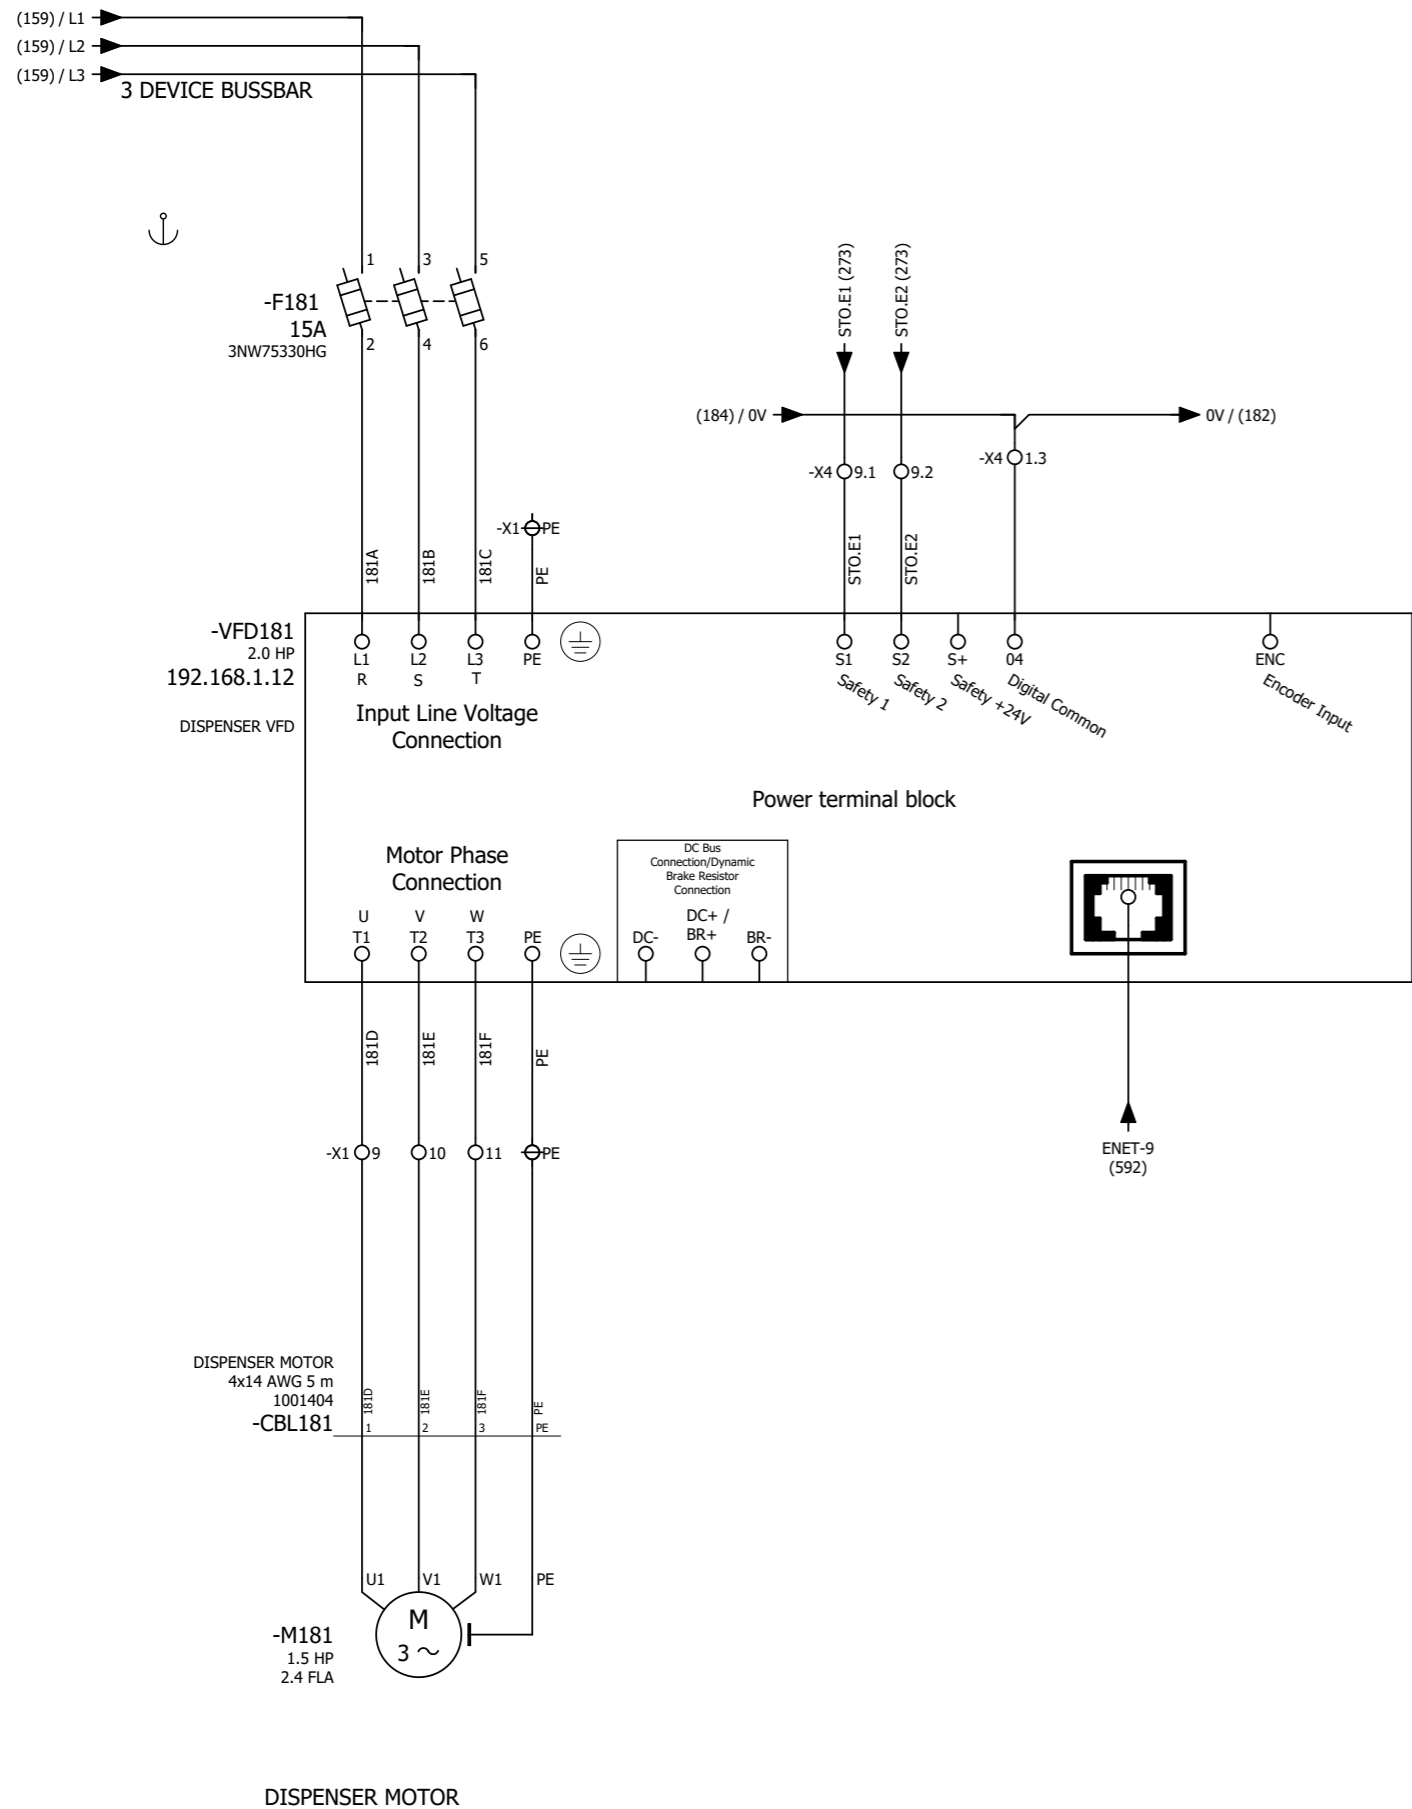 (159) / L1
(159) / L2
(159) / L3
3 DEVICE BUSSBAR
1
3
5
-F181
15A
3NW75330HG
2
4
6
STO.E1 (273)
STO.E2 (273)
(184) / 0V
0V / (182)
-X4
9.1
9.2
-X4
1.3
-X1
PE
181A
181B
181C
PE
STO.E1
STO.E2
-VFD181
2.0 HP
192.168.1.12
DISPENSER VFD
L1
L2
L3
PE
R
S
T
Input Line Voltage
Connection
S1
S2
S+
04
ENC
Safety 1
Safety 2
Safety +24V
Digital Common
Encoder Input
Power terminal block
Motor Phase
Connection
U
V
W
T1
T2
T3
PE
DC Bus
Connection/Dynamic
Brake Resistor
Connection
DC-
DC+ /
BR+
BR-
181D
181E
181F
PE
-X1
9
10
11
PE
ENET-9
(592)
DISPENSER MOTOR
4x14 AWG 5 m
1001404
-CBL181
181D
181E
181F
PE
1
2
3
PE
U1
V1
W1
PE
M
3 ~
-M181
1.5 HP
2.4 FLA
DISPENSER MOTOR